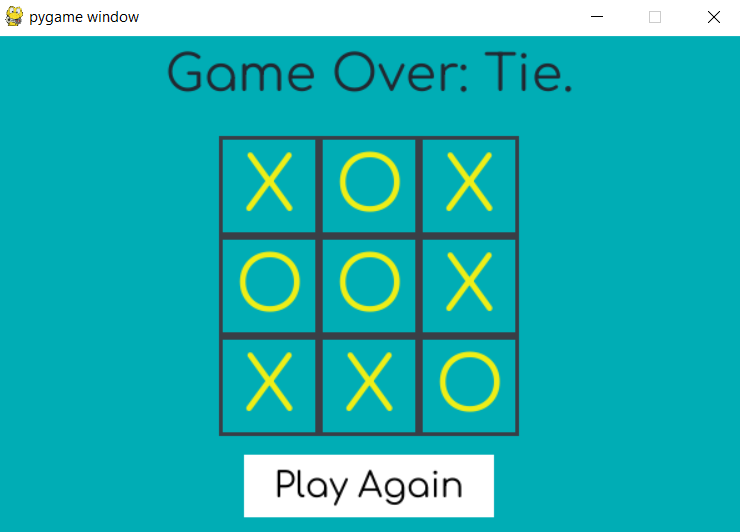 pygame window
Game Over: Tie.
X O X
O O X
X X O
Play Again